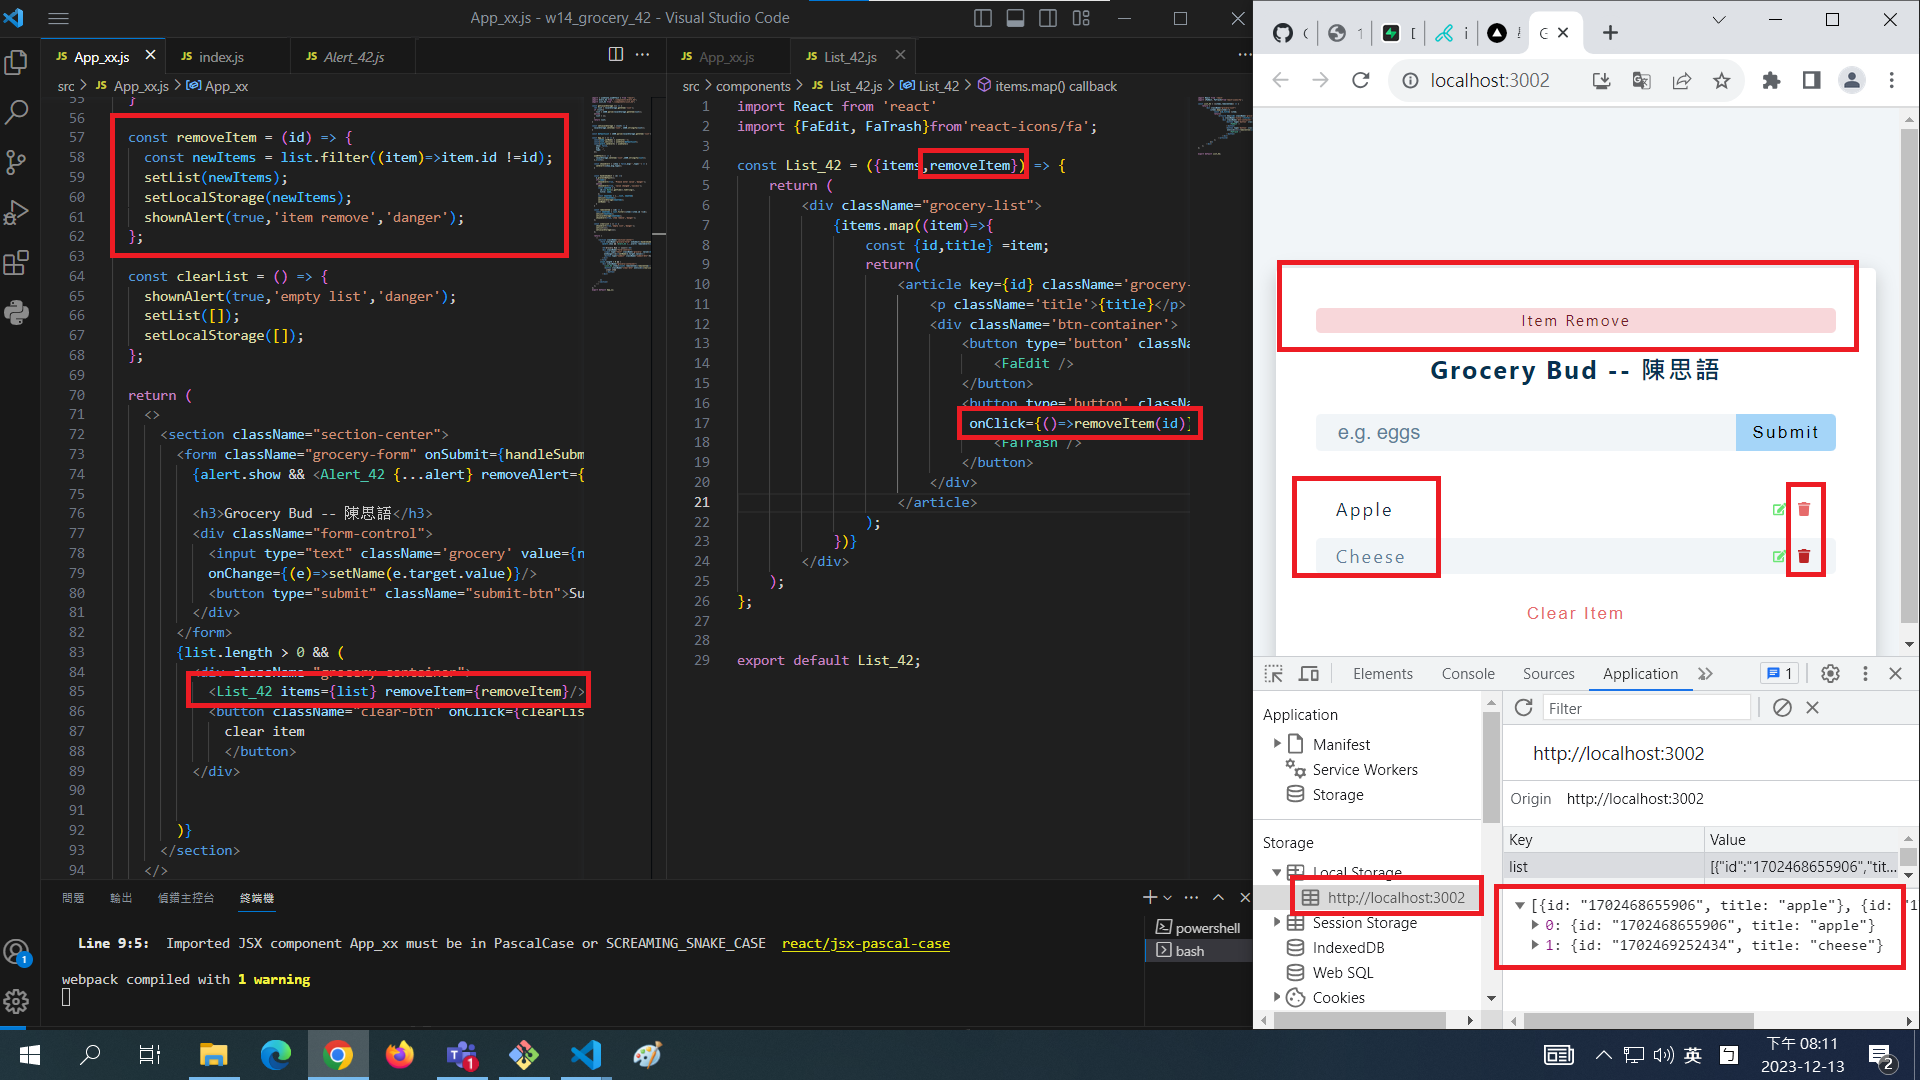 App_xx.js - w14_grocery_42 - Visual Studio Code
JS App_xx.js
JS index.js
JS Alert_42.js
src > JS App_xx.js > App_xx
55 }
56
57 const removeItem = (id) => {
58 const newItems = list.filter((item)=>item.id !=id);
59 setList(newItems);
60 setLocalStorage(newItems);
61 shownAlert(true,'item remove','danger');
62 };
63
64 const clearList = () => {
65 shownAlert(true,'empty list','danger');
66 setList([]);
67 setLocalStorage([]);
68 };
69
70 return (
71 <>
72 <section className="section-center">
73 <form className="grocery-form" onSubmit={handleSubm
74 {alert.show && <Alert_42 {...alert} removeAlert={
75
76 <h3>Grocery Bud -- 陳思語</h3>
77 <div className="form-control">
78 <input type="text" className='grocery' value={n
79 onChange={(e)=>setName(e.target.value)}/>
80 <button type="submit" className="submit-btn">Su
81 </div>
82 </form>
83 {list.length > 0 && (
84 <div className="grocery-container">
85 <List_42 items={list} removeItem={removeItem}/>
86 <button className="clear-btn" onClick={clearLis
87 clear item
88 </button>
89 </div>
90
91
92 )}
93 </section>
94 </>
JS App_xx.js
JS List_42.js
src > components > JS List_42.js > List_42 > items.map() callback
1 import React from 'react'
2 import {FaEdit, FaTrash}from'react-icons/fa';
3
4 const List_42 = ({items,removeItem}) => {
5 return (
6 <div className="grocery-list">
7 {items.map((item)=>{
8 const {id,title} =item;
9 return(
10 <article key={id} className='grocery-
11 <p className='title'>{title}</p>
12 <div className='btn-container'>
13 <button type='button' classNa
14 <FaEdit />
15 </button>
16 <button type='button' classNa
17 onClick={()=>removeItem(id)}
18 <FaTrash />
19 </button>
20 </div>
21 </article>
22 );
23 })}
24 </div>
25 );
26 };
27
28
29 export default List_42;
問題 輸出 偵錯主控台 終端機
Line 9:5: Imported JSX component App_xx must be in PascalCase or SCREAMING_SNAKE_CASE react/jsx-pascal-case
webpack compiled with 1 warning
powershell
bash
1
localhost:3002
Item Remove
Grocery Bud -- 陳思語
e.g. eggs
Submit
Apple
Cheese
Clear Item
Elements Console Sources Application 1
Application
Manifest
Service Workers
Storage
Storage
Local Storage
http://localhost:3002
Session Storage
IndexedDB
Web SQL
Cookies
Filter
http://localhost:3002
Origin http://localhost:3002
Key Value
list [{"id":"1702468655906","tit...
[{id: "1702468655906", title: "apple"}, {id: "1
0: {id: "1702468655906", title: "apple"}
1: {id: "1702469252434", title: "cheese"}
1
英
下午 08:11
2023-12-13
2